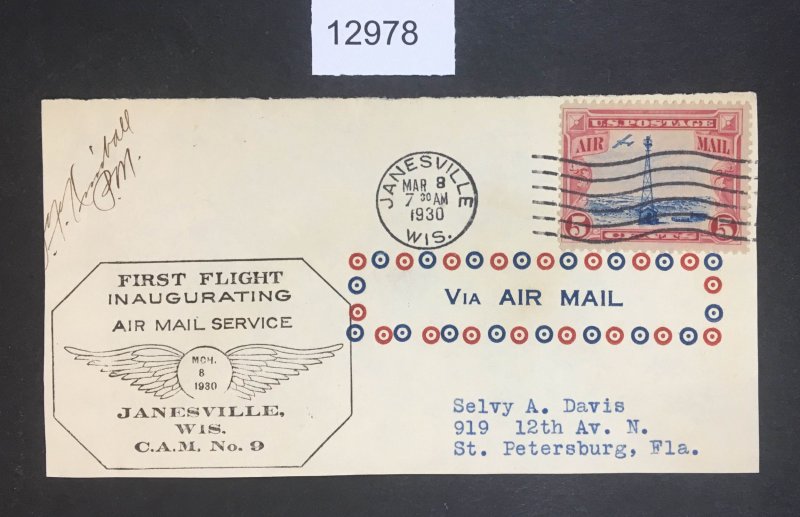 12978
Kimball
P.M.
U.S. POSTAGE
AIR MAIL
5 CENTS 5
JANESVILLE
MAR 8
7 30 AM
1930
WIS.
FIRST FLIGHT
INAUGURATING
AIR MAIL SERVICE
MCH.
8
1930
JANESVILLE,
WIS.
C.A.M. No. 9
VIA AIR MAIL
Selvy A. Davis
919 12th Av. N.
St. Petersburg, Fla.